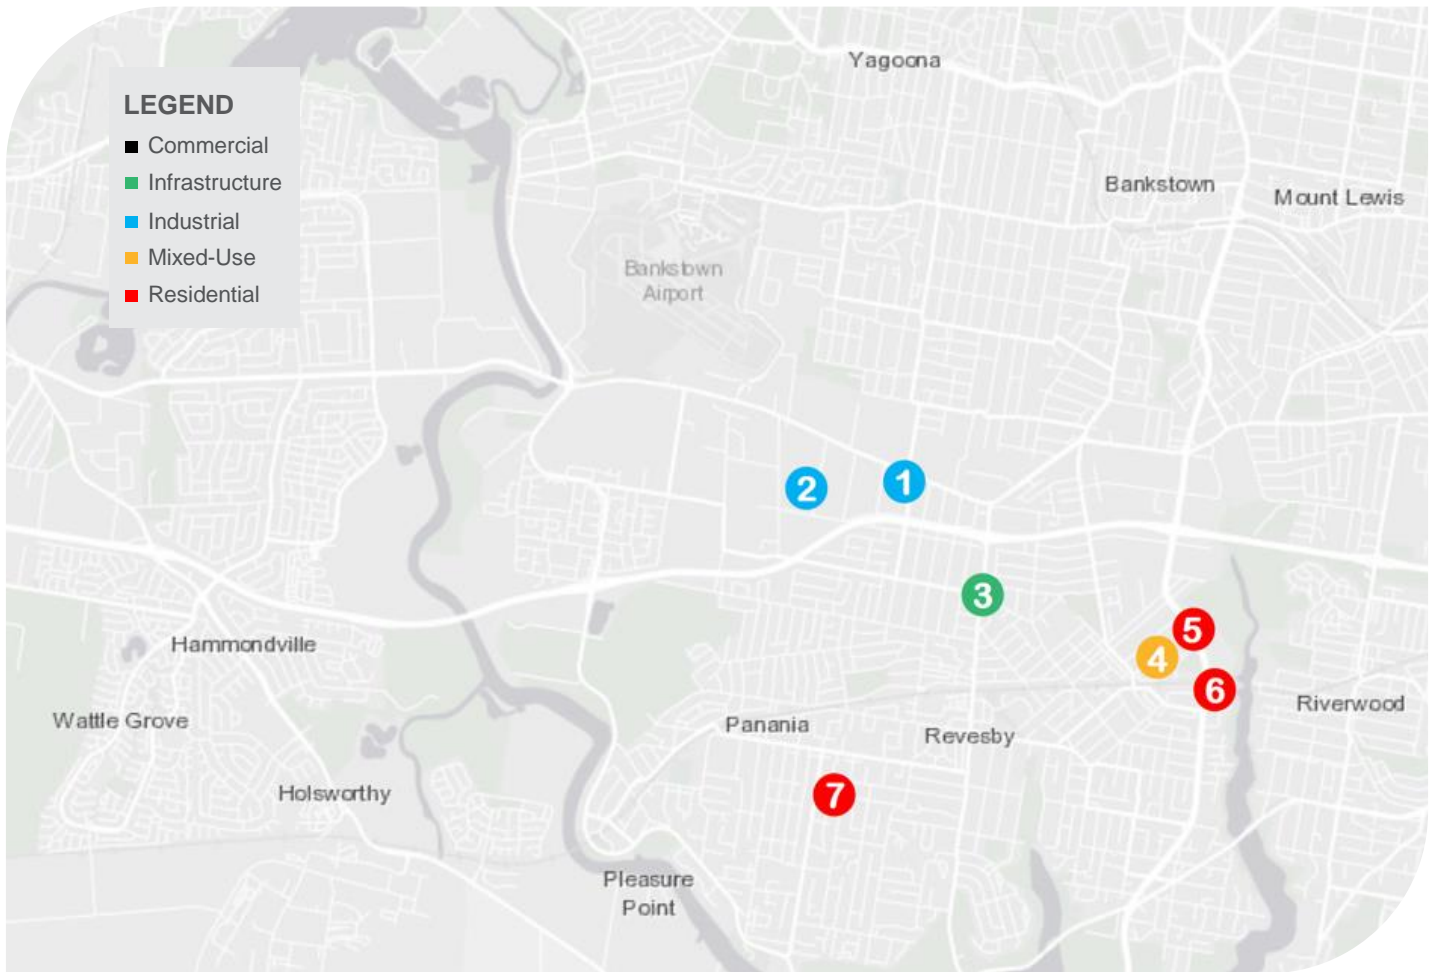 Yagoona
LEGEND
Commercial
Infrastructure
Industrial
Mixed-Use
Residential
Bankstown
Mount Lewis
Bankstown
Airport
2
1
3
5
4
6
Hammondville
Wattle Grove
Panania
Revesby
Riverwood
Holsworthy
7
Pleasure
Point